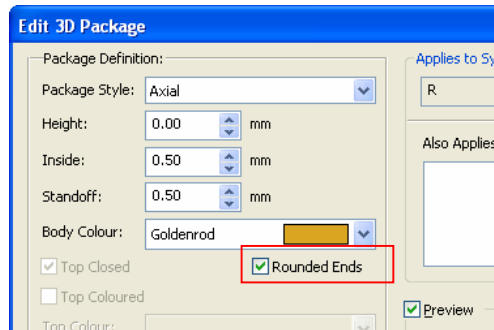 Edit 3D Package
Package Definition:
Package Style: Axial
Height: 0.00 mm
Inside: 0.50 mm
Standoff: 0.50 mm
Body Colour: Goldenrod
Top Closed Rounded Ends
Top Coloured
Top Colour:
Applies to Sy
R
Also Applies
Preview